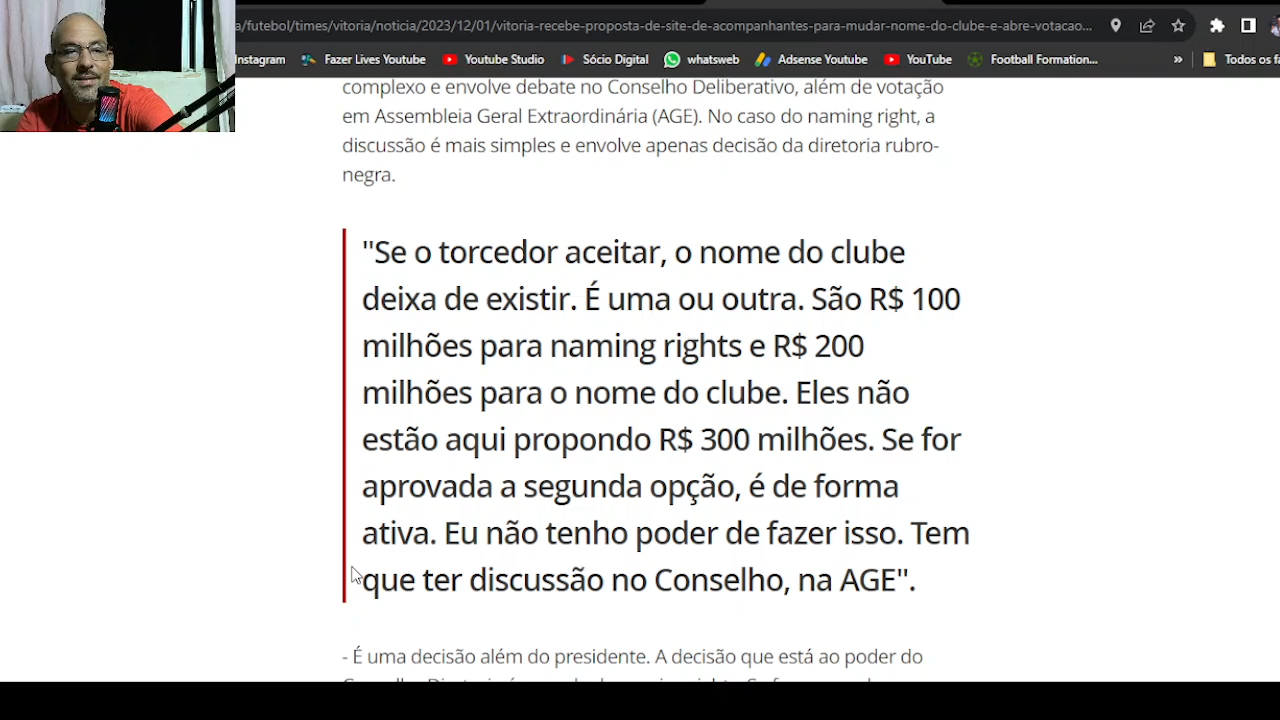 a/futebol/times/vitoria/noticia/2023/12/01/vitoria-recebe-proposta-de-site-de-acompanhantes-para-mudar-nome-do-clube-e-abre-votacao...
nstagram Fazer Lives Youtube Youtube Studio Sócio Digital whatsweb Adsense Youtube YouTube Football Formation... » Todos os fa
complexo e envolve debate no Conselho Deliberativo, além de votação
em Assembleia Geral Extraordinária (AGE). No caso do naming right, a
discussão é mais simples e envolve apenas decisão da diretoria rubro-
negra.
"Se o torcedor aceitar, o nome do clube
deixa de existir. É uma ou outra. São R$ 100
milhões para naming rights e R$ 200
milhões para o nome do clube. Eles não
estão aqui propondo R$ 300 milhões. Se for
aprovada a segunda opção, é de forma
ativa. Eu não tenho poder de fazer isso. Tem
que ter discussão no Conselho, na AGE".
- É uma decisão além do presidente. A decisão que está ao poder do